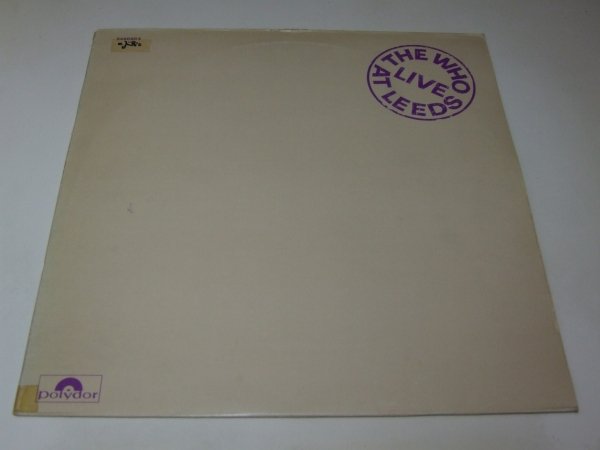 THE WHO
LIVE
AT LEEDS
polydor